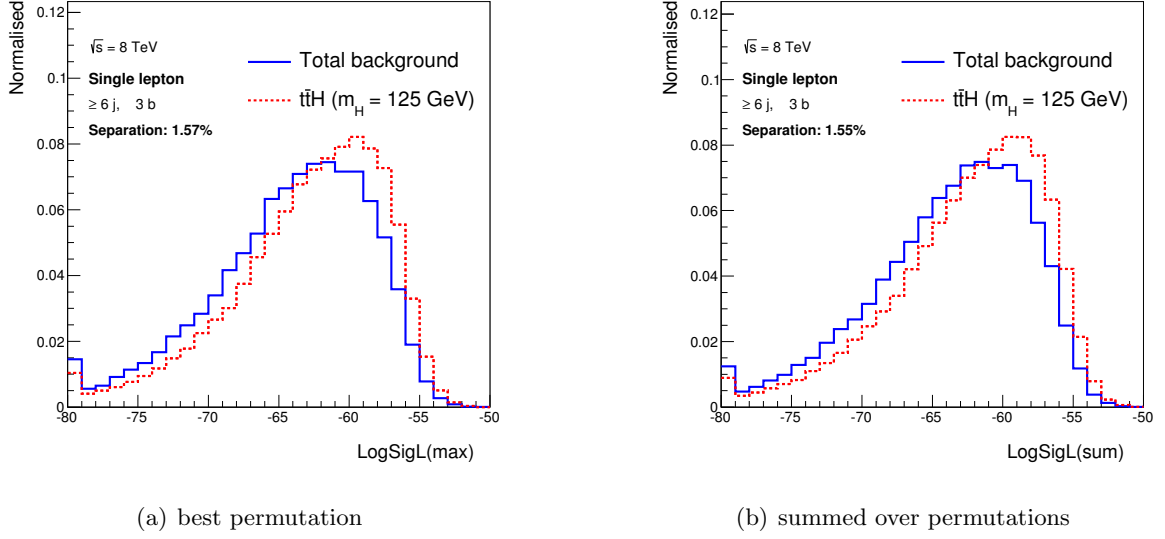 Normalised
0.12
0.1
0.08
0.06
0.04
0.02
0
√s = 8 TeV
Single lepton
≥ 6 j, 3 b
Separation: 1.57%
Total background
tt̄H (m_H = 125 GeV)
-80 -75 -70 -65 -60 -55 -50
LogSigL(max)
(a) best permutation
Normalised
0.12
0.1
0.08
0.06
0.04
0.02
0
√s = 8 TeV
Single lepton
≥ 6 j, 3 b
Separation: 1.55%
Total background
tt̄H (m_H = 125 GeV)
-80 -75 -70 -65 -60 -55 -50
LogSigL(sum)
(b) summed over permutations